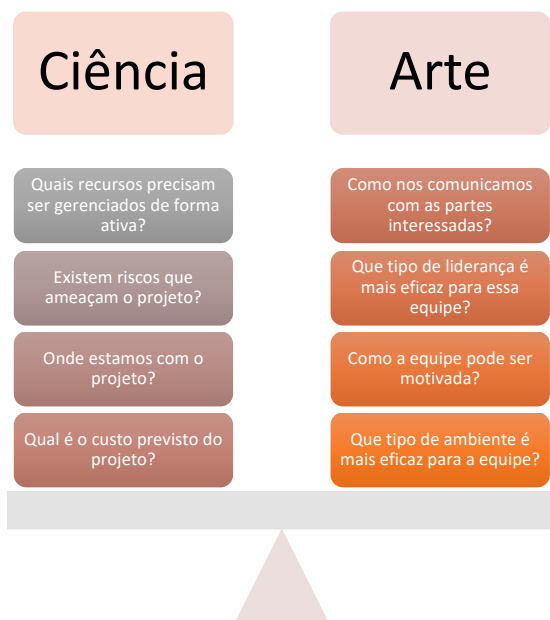 Ciência
Quais recursos precisam
ser gerenciados de forma
ativa?
Existem riscos que
ameaçam o projeto?
Onde estamos com o
projeto?
Qual é o custo previsto do
projeto?
Arte
Como nos comunicamos
com as partes
interessadas?
Que tipo de liderança é
mais eficaz para essa
equipe?
Como a equipe pode ser
motivada?
Que tipo de ambiente é
mais eficaz para a equipe?